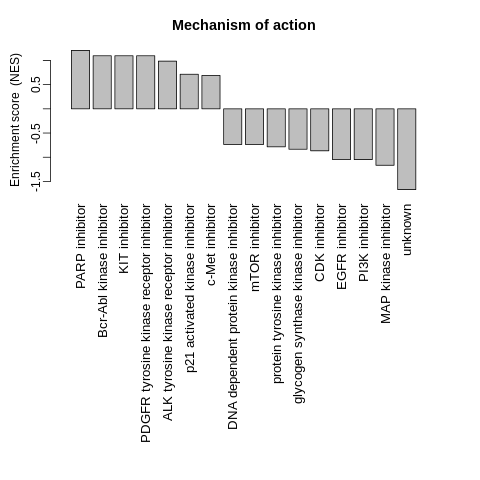 Mechanism of action
Enrichment score (NES)
0.5
-0.5
-1.5
PARP inhibitor
Bcr-Abl kinase inhibitor
KIT inhibitor
PDGFR tyrosine kinase receptor inhibitor
ALK tyrosine kinase receptor inhibitor
p21 activated kinase inhibitor
c-Met inhibitor
DNA dependent protein kinase inhibitor
mTOR inhibitor
protein tyrosine kinase inhibitor
glycogen synthase kinase inhibitor
CDK inhibitor
EGFR inhibitor
PI3K inhibitor
MAP kinase inhibitor
unknown